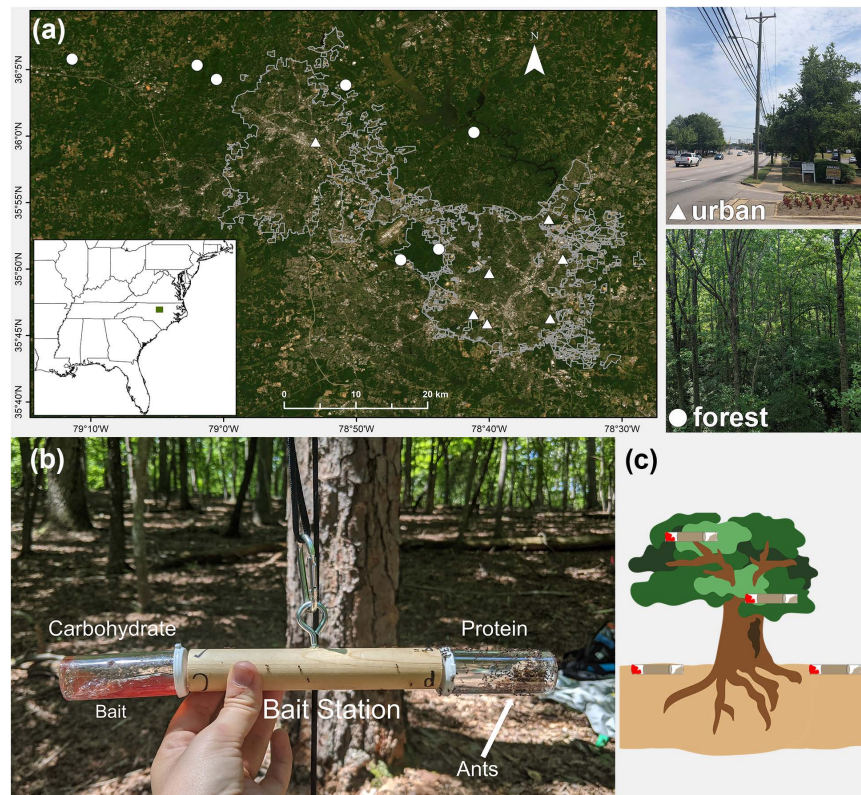 (a)
N
36°5'N
36°0'N
35°55'N
35°50'N
35°45'N
35°40'N
0 10 20 km
79°10'W
79°0'W
78°50'W
78°40'W
78°30'W
urban
forest
(b)
Carbohydrate
Protein
C
P
Bait
Bait Station
Ants
(c)